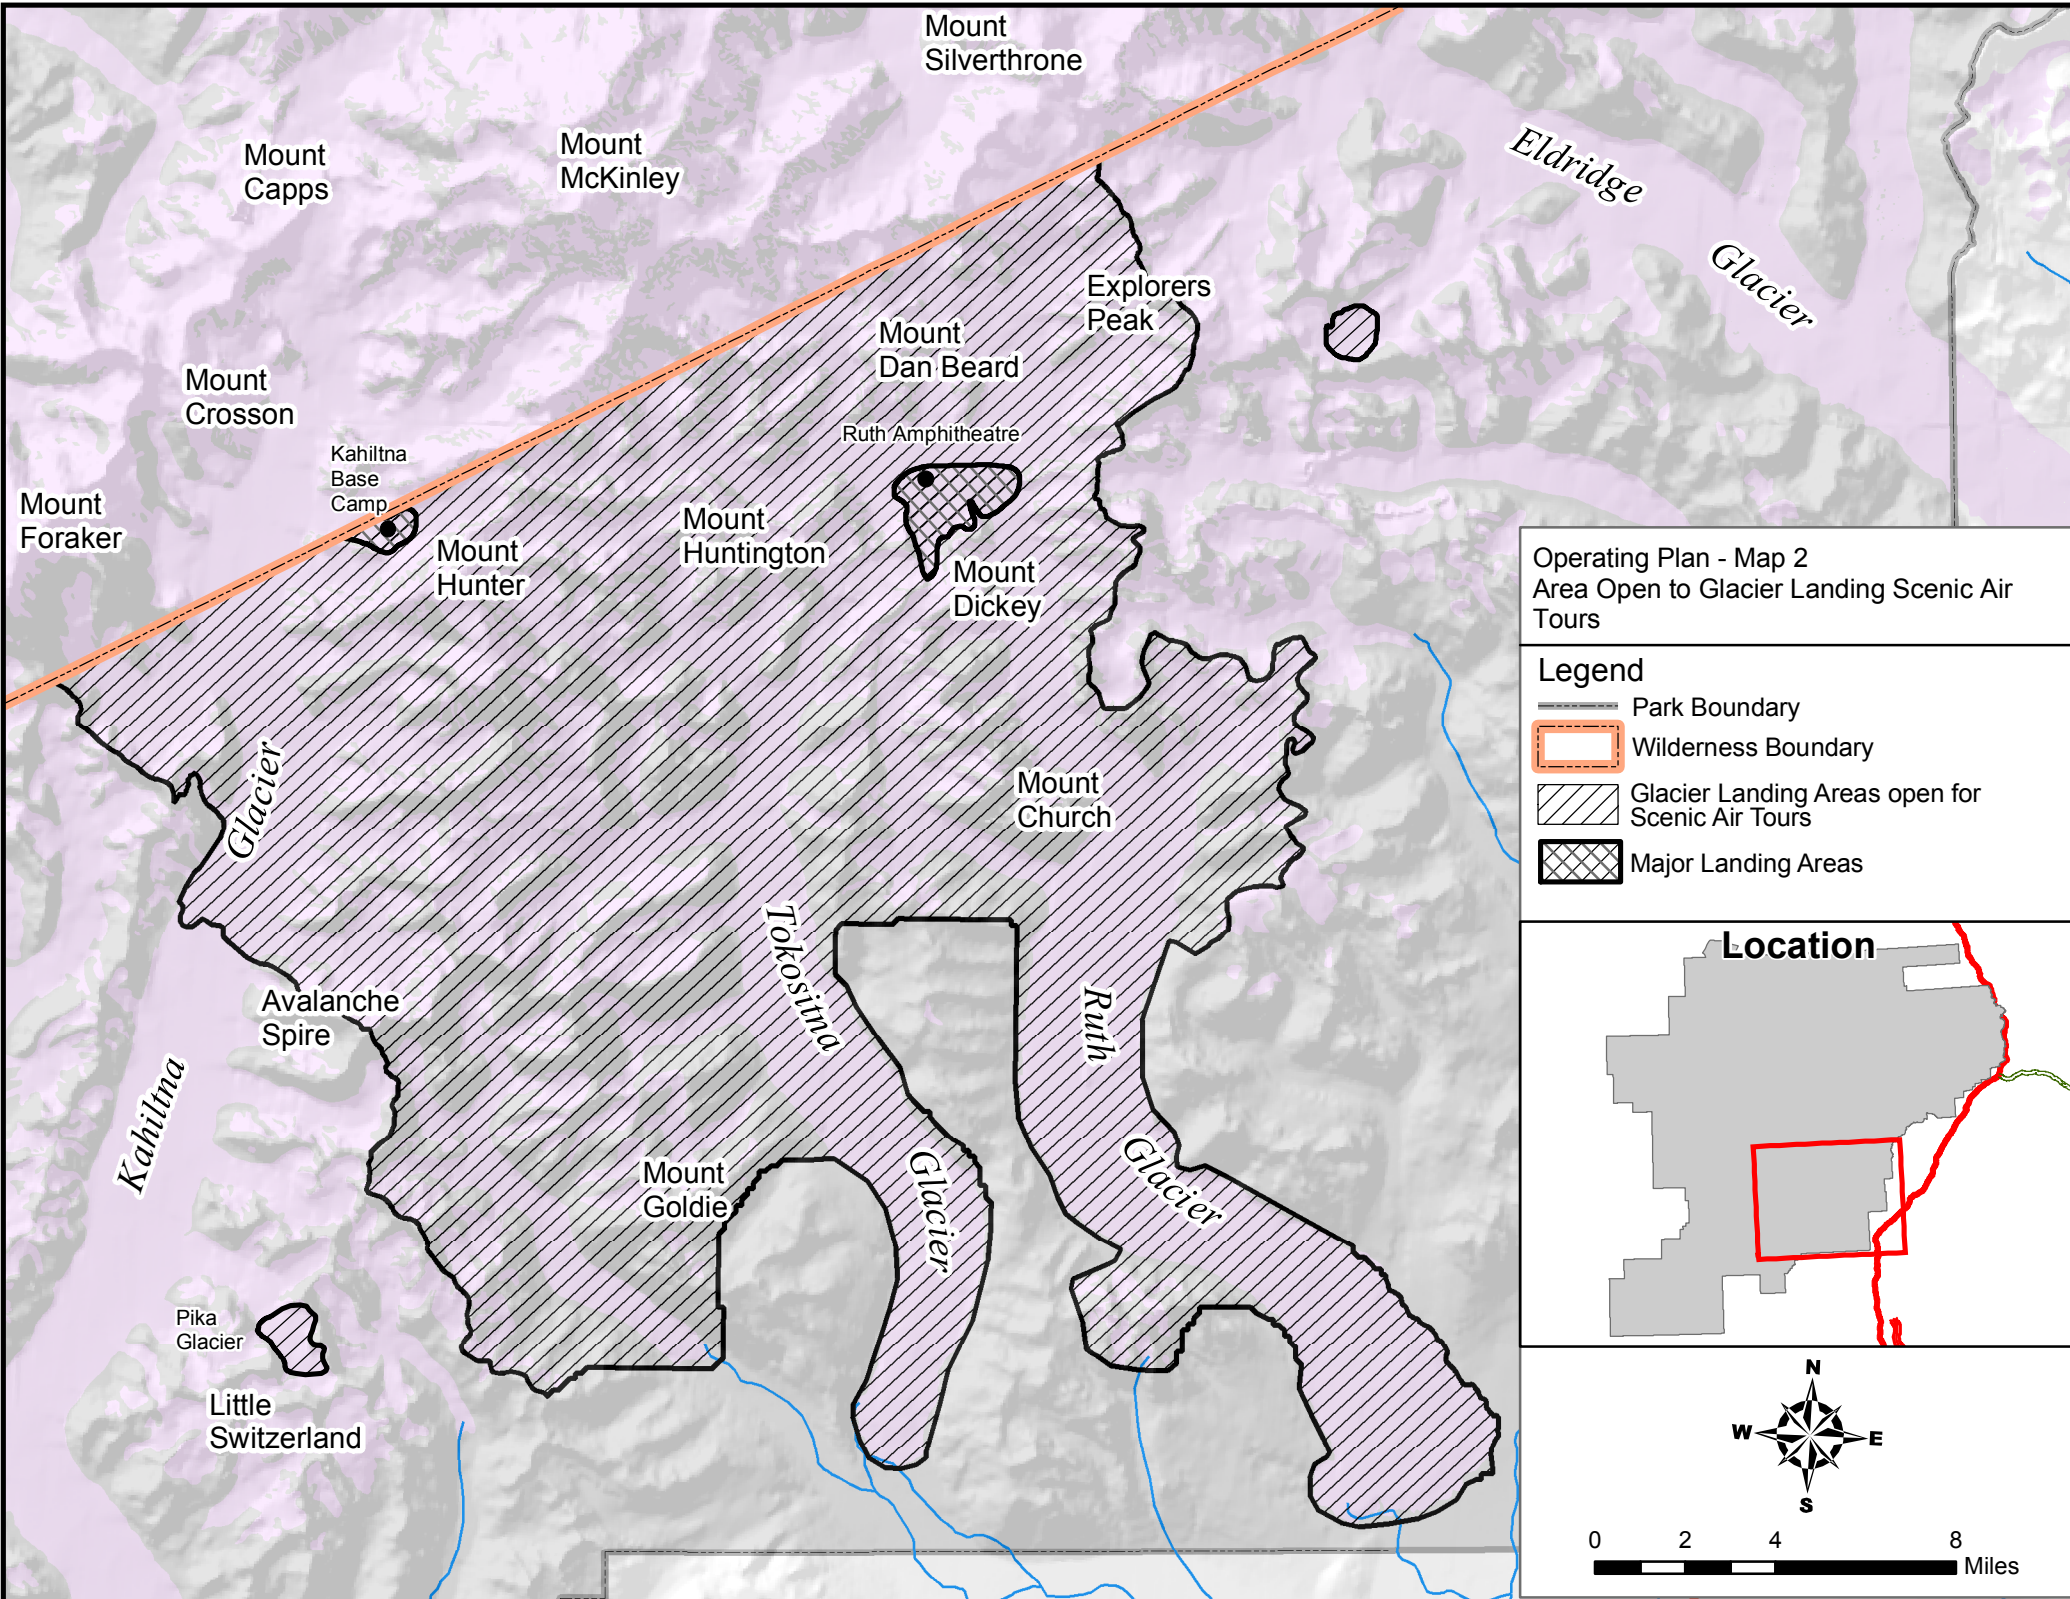 Mount
Silverthrone
Mount
Capps
Mount
McKinley
Eldridge
Glacier
Explorers
Peak
Mount
Dan Beard
Mount
Crosson
Ruth Amphitheatre
Kahiltna
Base
Camp
Mount
Foraker
Mount
Hunter
Mount
Huntington
Mount
Dickey
Glacier
Mount
Church
Tokositna
Avalanche
Spire
Ruth
Kahiltna
Glacier
Glacier
Mount
Goldie
Pika
Glacier
Little
Switzerland
Operating Plan - Map 2
Area Open to Glacier Landing Scenic Air
Tours
Legend
Park Boundary
Wilderness Boundary
Glacier Landing Areas open for
Scenic Air Tours
Major Landing Areas
Location
N
W
E
S
0 2 4 8
Miles